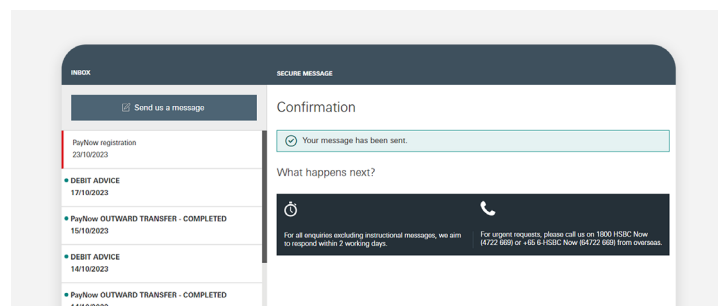 INBOX
SECURE MESSAGE
Send us a message
PayNow registration
23/10/2023
DEBIT ADVICE
17/10/2023
PayNow OUTWARD TRANSFER - COMPLETED
15/10/2023
DEBIT ADVICE
14/10/2023
PayNow OUTWARD TRANSFER - COMPLETED
Confirmation
Your message has been sent.
What happens next?
For all enquiries excluding instructional messages, we aim
to respond within 2 working days.
For urgent requests, please call us on 1800 HSBC Now
(4722 669) or +65 6-HSBC Now (64722 669) from overseas.